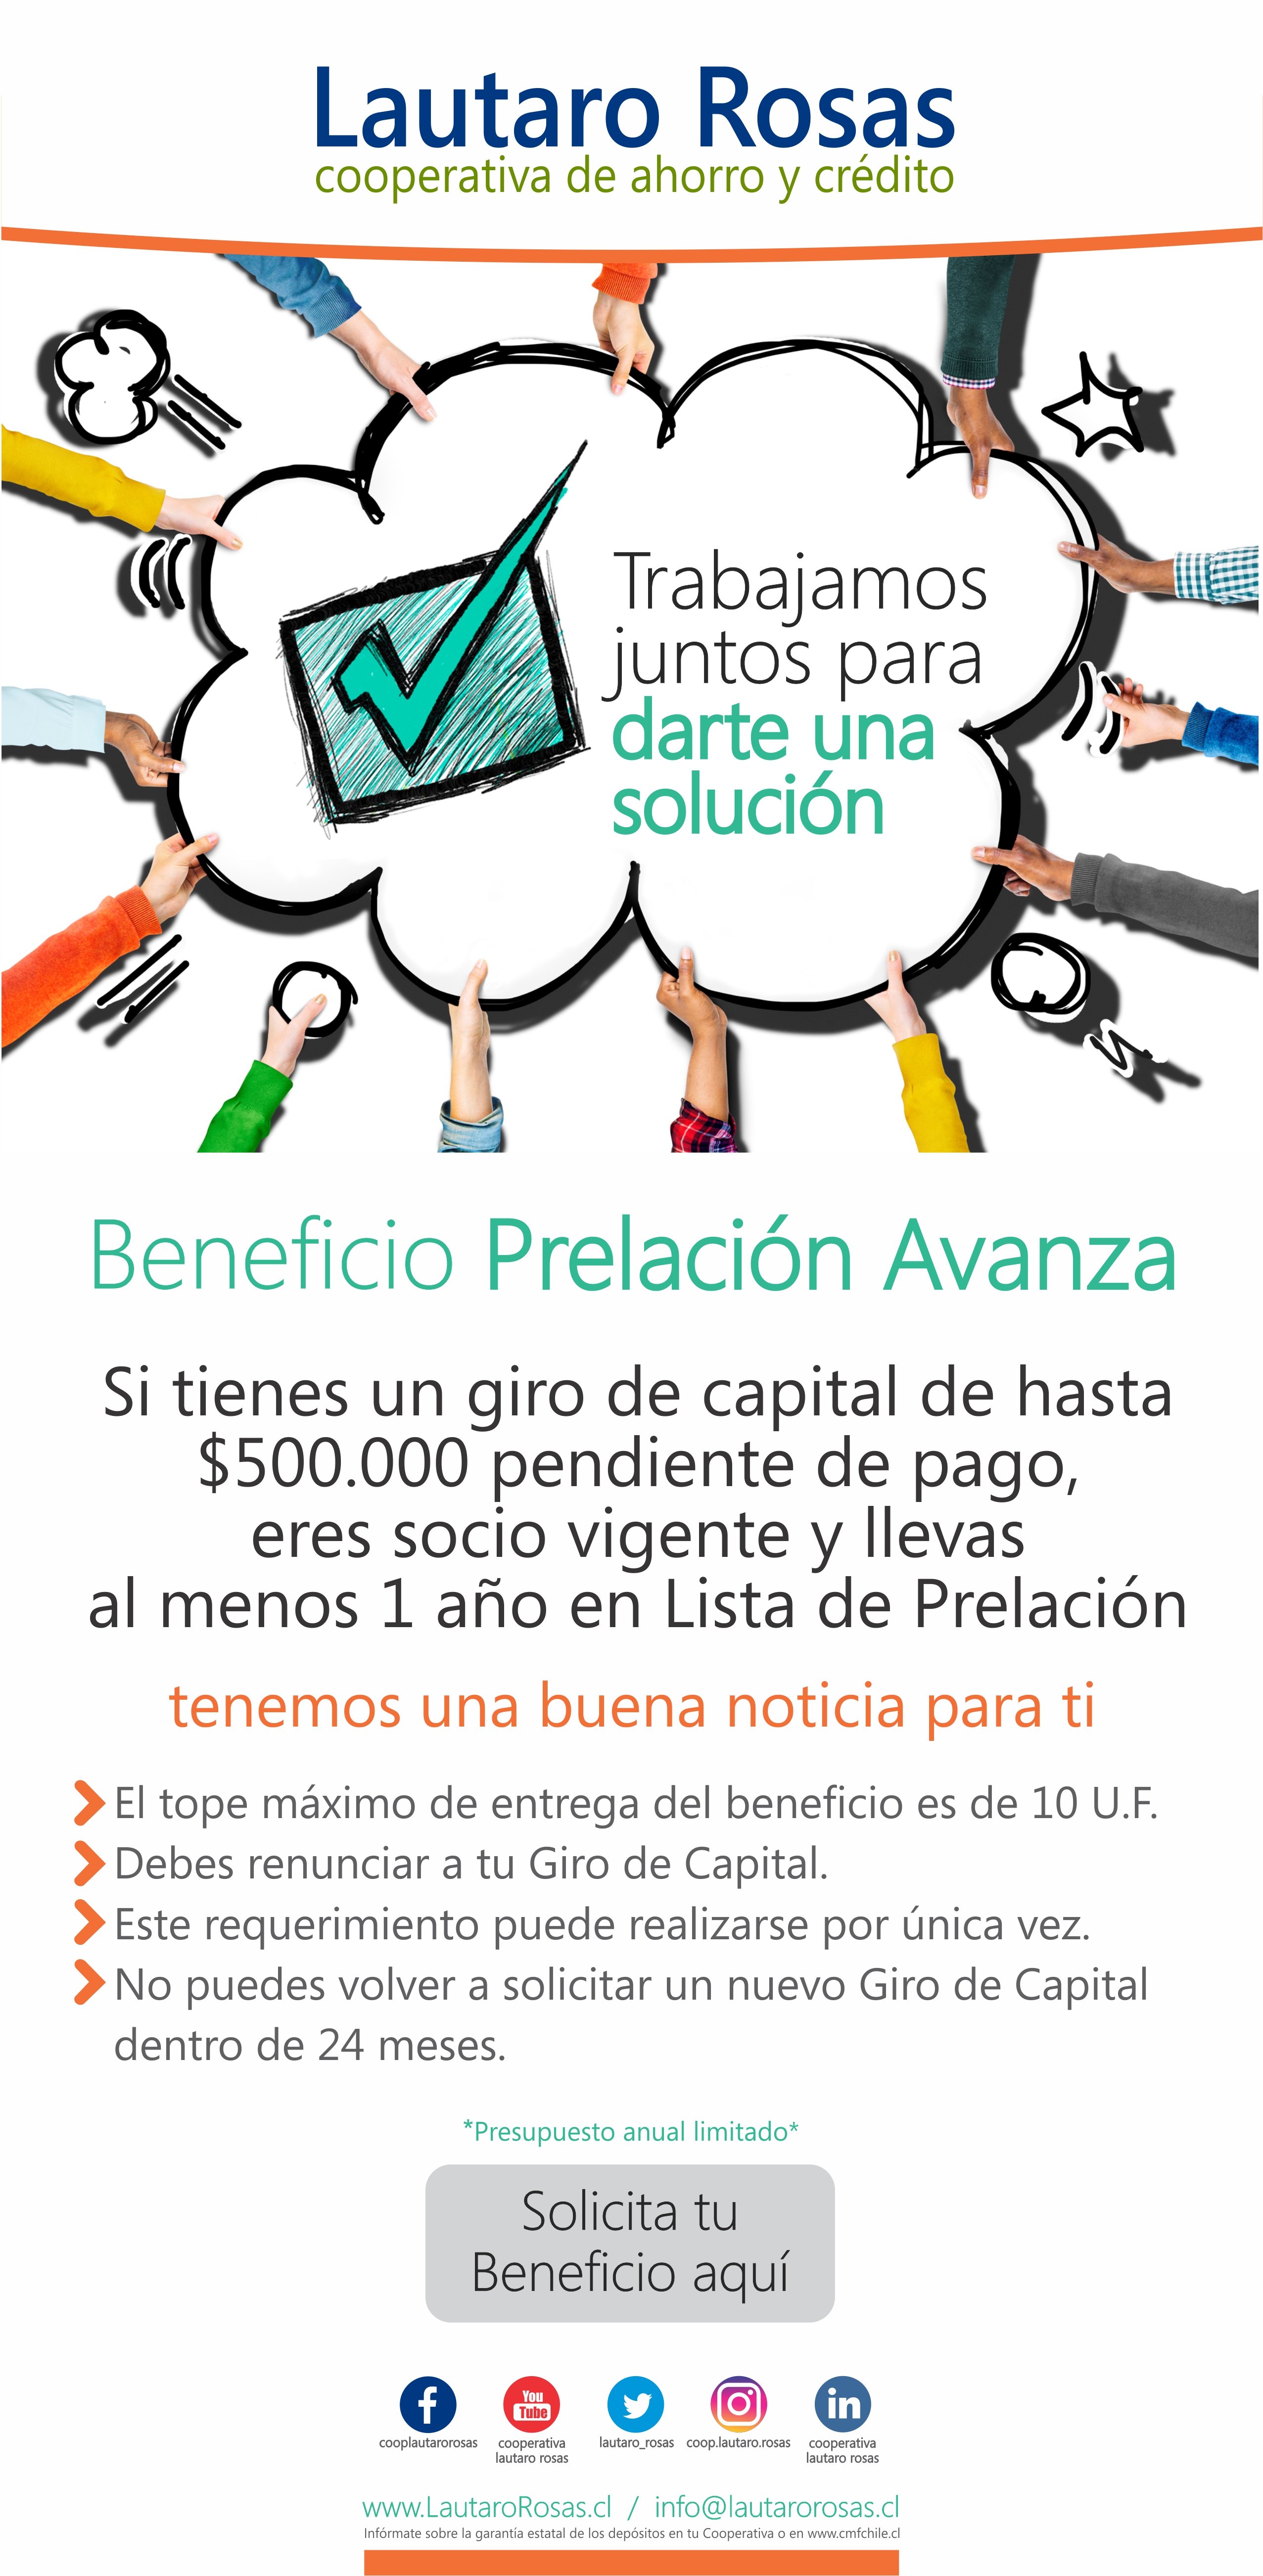 Lautaro Rosas
cooperativa de ahorro y crédito
Trabajamos
juntos para
darte una
solución
Beneficio Prelación Avanza
Si tienes un giro de capital de hasta
$500.000 pendiente de pago,
eres socio vigente y llevas
al menos 1 año en Lista de Prelación
tenemos una buena noticia para ti
El tope máximo de entrega del beneficio es de 10 U.F.
Debes renunciar a tu Giro de Capital.
Este requerimiento puede realizarse por única vez.
No puedes volver a solicitar un nuevo Giro de Capital
dentro de 24 meses.
*Presupuesto anual limitado*
Solicita tu
Beneficio aquí
You
Tube
in
cooplautarorosas
cooperativa
lautaro rosas
lautaro_rosas
coop.lautaro.rosas
cooperativa
lautaro rosas
www.LautaroRosas.cl / info@lautarorosas.cl
Infórmate sobre la garantía estatal de los depósitos en tu Cooperativa o en www.cmfchile.cl